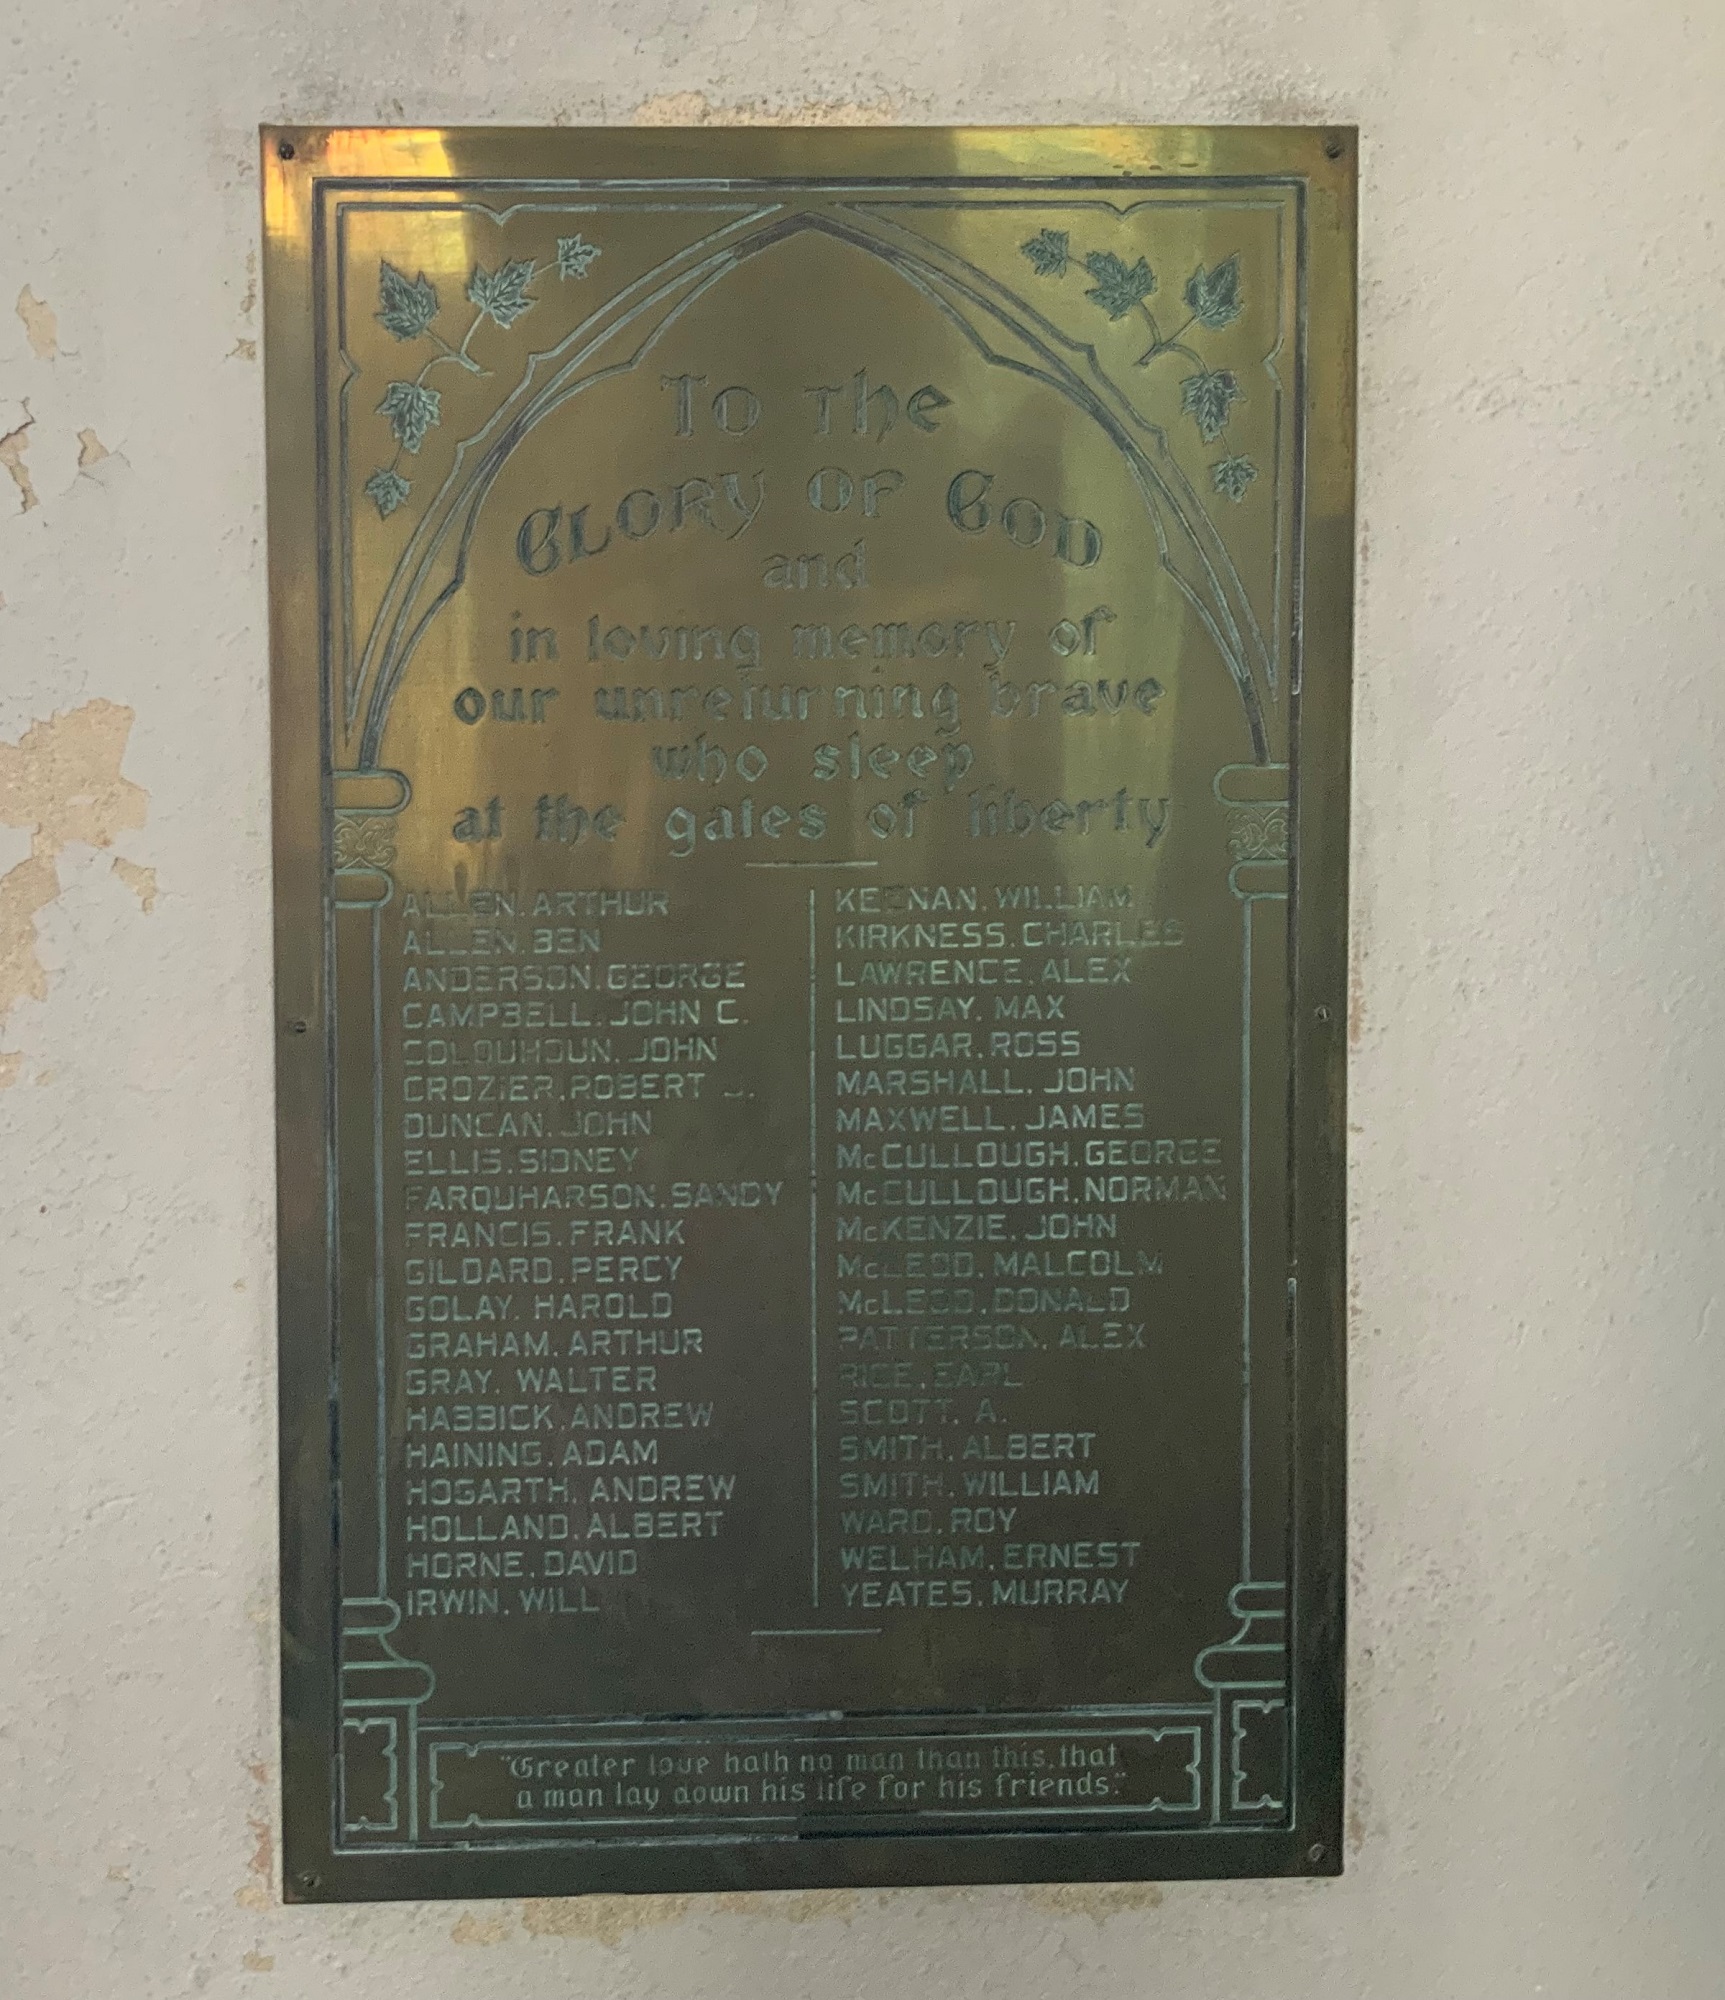 To The
Glory of God
and
in loving memory of
our unreturning brave
who sleep
at the gates of liberty
ALLEN, ARTHUR
ALLEN, BEN
ANDERSON, GEORGE
CAMPBELL, JOHN C.
COLQUHOUN, JOHN
CROZIER, ROBERT J.
DUNCAN, JOHN
ELLIS, SIDNEY
FARQUHARSON, SANDY
FRANCIS, FRANK
GILDARD, PERCY
GOLAY, HAROLD
GRAHAM, ARTHUR
GRAY, WALTER
HABBICK, ANDREW
HAINING, ADAM
HOGARTH, ANDREW
HOLLAND, ALBERT
HORNE, DAVID
IRWIN, WILL
KEENAN, WILLIAM
KIRKNESS, CHARLES
LAWRENCE, ALEX
LINDSAY, MAX
LUGGAR, ROSS
MARSHALL, JOHN
MAXWELL, JAMES
McCULLOUGH, GEORGE
McCULLOUGH, NORMAN
McKENZIE, JOHN
McLEOD, MALCOLM
McLEOD, DONALD
PATTERSON, ALEX
RICE, EARL
SCOTT, A.
SMITH, ALBERT
SMITH, WILLIAM
WARD, ROY
WELHAM, ERNEST
YEATES, MURRAY
"Greater love hath no man than this, that
a man lay down his life for his friends."